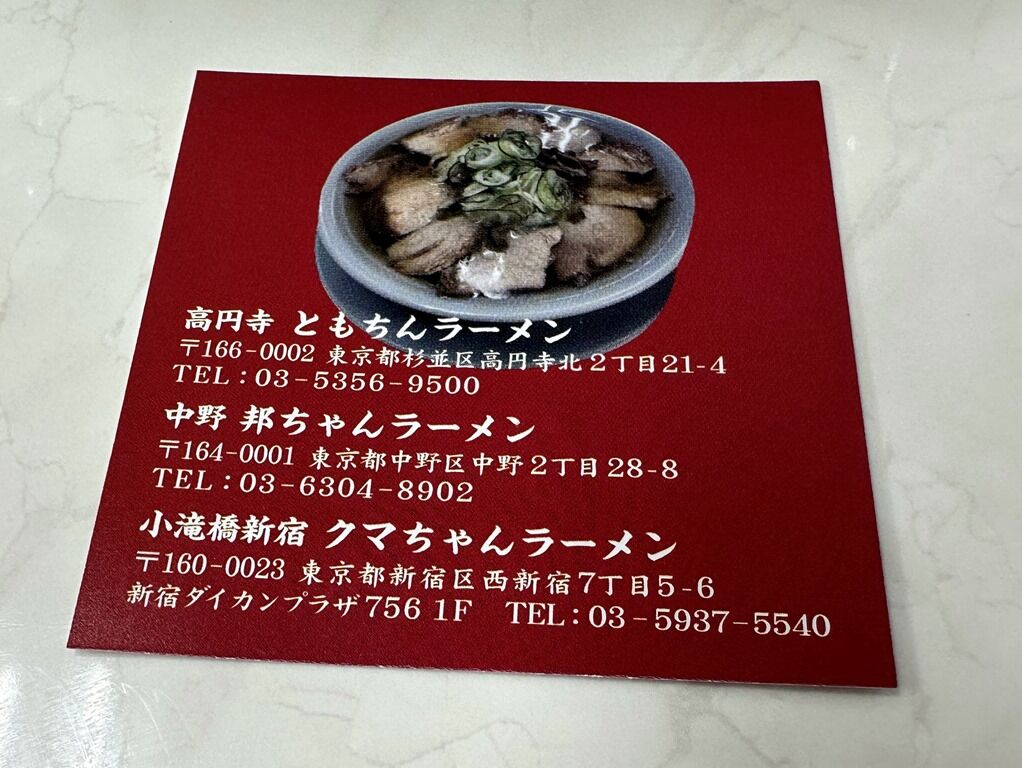 高円寺 ともちんラーメン
〒166-0002 東京都杉並区高円寺北2丁目21-4
TEL：03-5356-9500
中野 邦ちゃんラーメン
〒164-0001 東京都中野区中野2丁目28-8
TEL：03-6304-8902
小滝橋新宿 クマちゃんラーメン
〒160-0023 東京都新宿区西新宿7丁目5-6
新宿ダイカンプラザ756 1F TEL：03-5937-5540